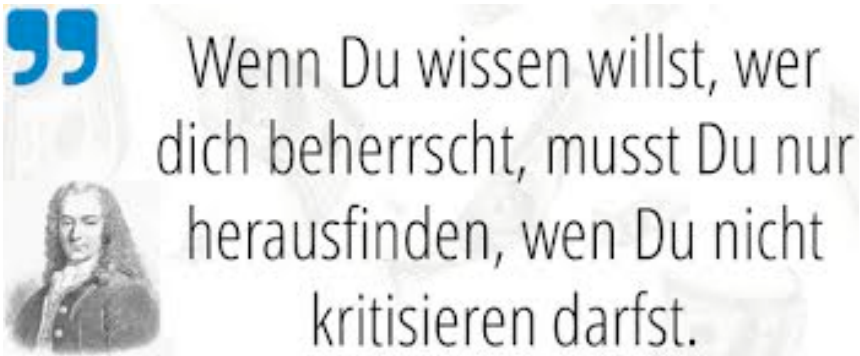 Wenn Du wissen willst, wer
dich beherrscht, musst Du nur
herausfinden, wen Du nicht
kritisieren darfst.